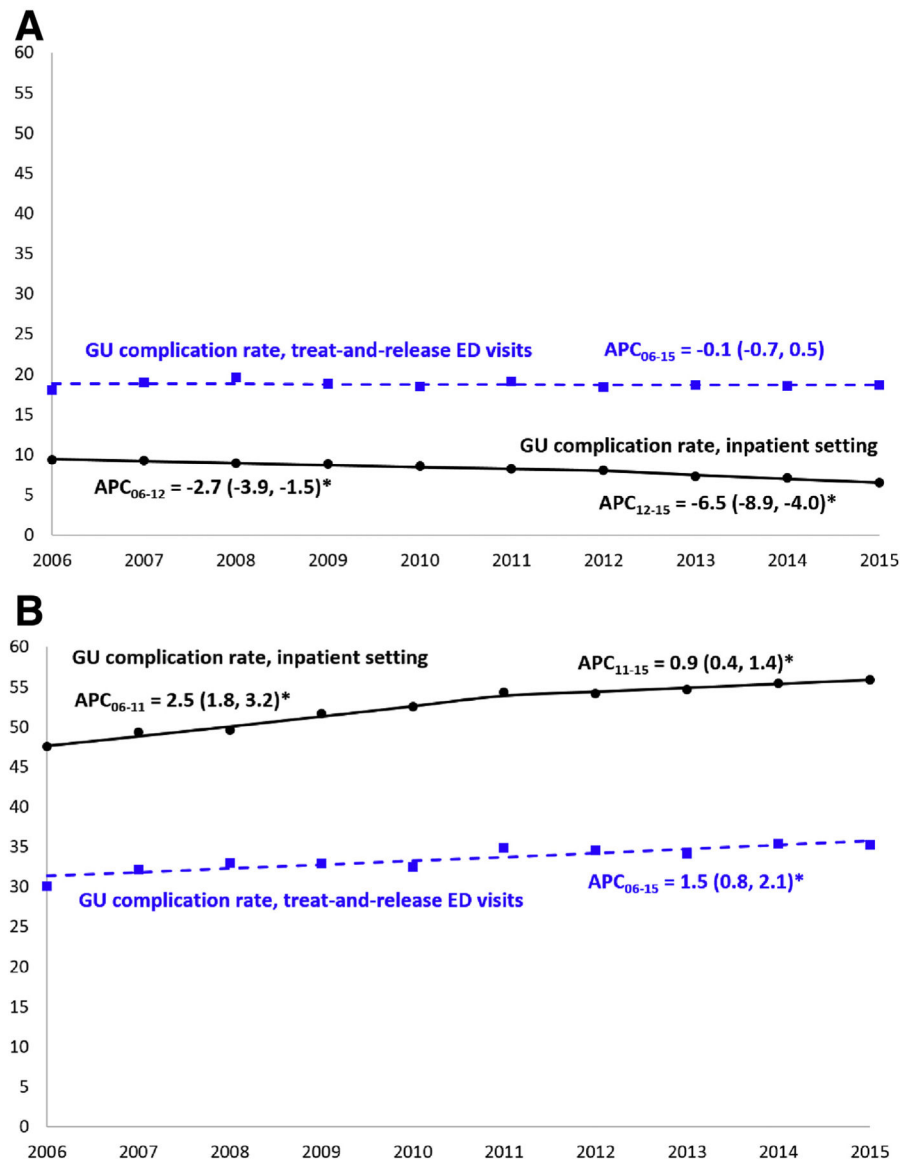 A
60
55
50
45
40
35
30
25
20
15
10
5
0
GU complication rate, treat-and-release ED visits
APC06-15 = -0.1 (-0.7, 0.5)
GU complication rate, inpatient setting
APC06-12 = -2.7 (-3.9, -1.5)*
APC12-15 = -6.5 (-8.9, -4.0)*
2006 2007 2008 2009 2010 2011 2012 2013 2014 2015
B
60
55
50
45
40
35
30
25
20
15
10
5
0
GU complication rate, inpatient setting
APC11-15 = 0.9 (0.4, 1.4)*
APC06-11 = 2.5 (1.8, 3.2)*
APC06-15 = 1.5 (0.8, 2.1)*
GU complication rate, treat-and-release ED visits
2006 2007 2008 2009 2010 2011 2012 2013 2014 2015